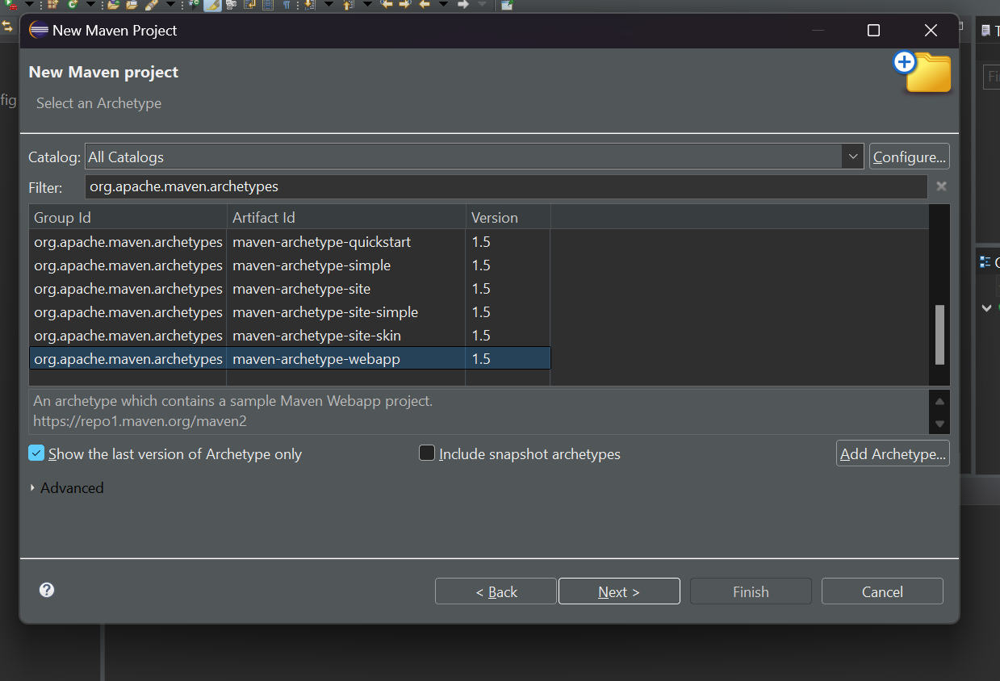 New Maven Project
New Maven project
Select an Archetype
fig
Catalog: All Catalogs Configure...
Filter: org.apache.maven.archetypes
Group Id Artifact Id Version
org.apache.maven.archetypes maven-archetype-quickstart 1.5
org.apache.maven.archetypes maven-archetype-simple 1.5
org.apache.maven.archetypes maven-archetype-site 1.5
org.apache.maven.archetypes maven-archetype-site-simple 1.5
org.apache.maven.archetypes maven-archetype-site-skin 1.5
org.apache.maven.archetypes maven-archetype-webapp 1.5
An archetype which contains a sample Maven Webapp project.
https://repo1.maven.org/maven2
Show the last version of Archetype only Include snapshot archetypes Add Archetype...
Advanced
< Back Next > Finish Cancel